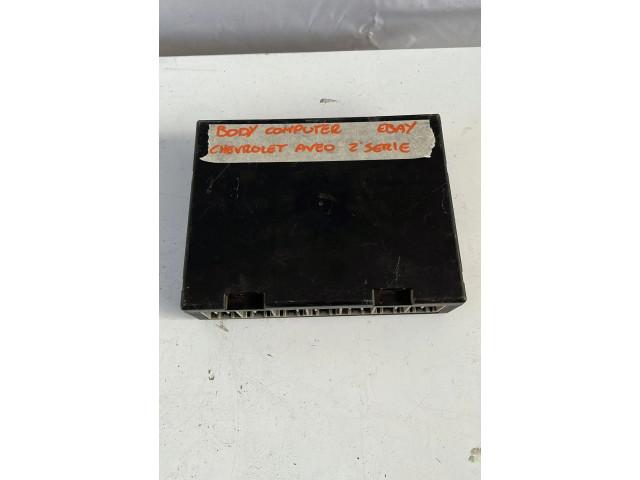 BODY COMPUTER EBAY
CHEVROLET AVEO 2 SERIE